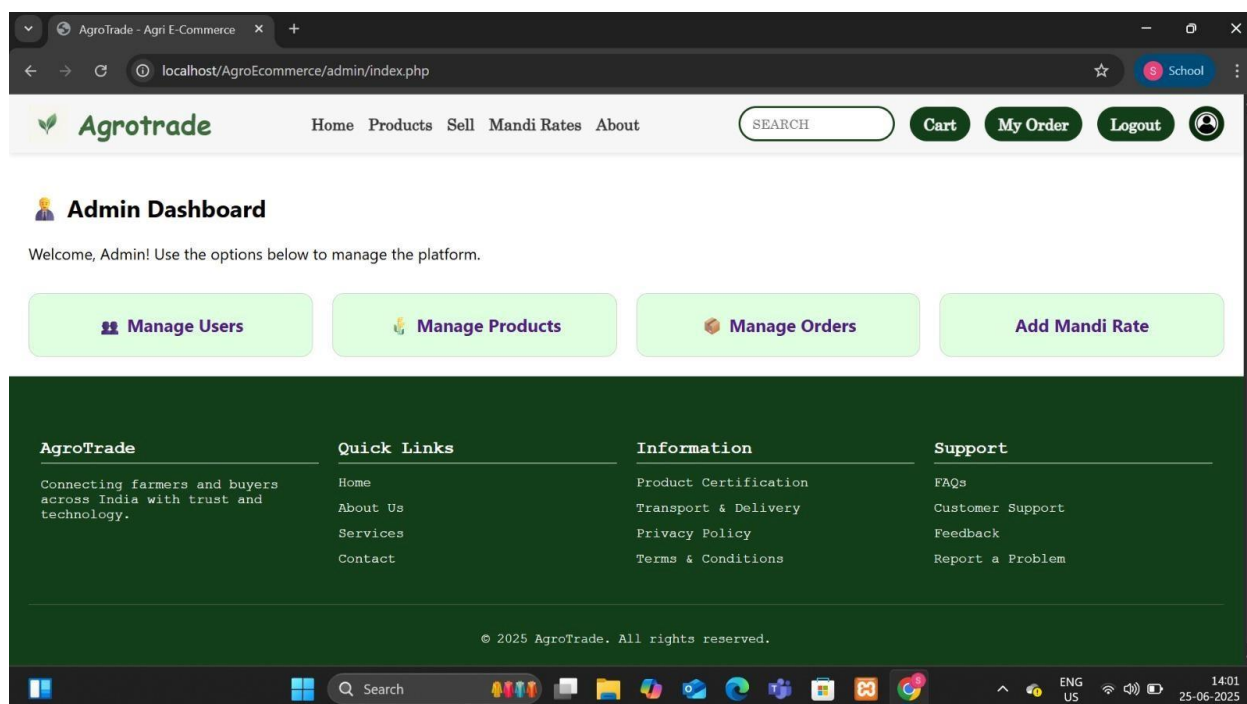 AgroTrade - Agri E-Commerce
localhost/AgroEcommerce/admin/index.php
S School
Agrotrade
Home Products Sell Mandi Rates About
SEARCH
Cart My Order Logout
Admin Dashboard
Welcome, Admin! Use the options below to manage the platform.
Manage Users
Manage Products
Manage Orders
Add Mandi Rate
AgroTrade
Connecting farmers and buyers
across India with trust and
technology.
Quick Links
Home
About Us
Services
Contact
Information
Product Certification
Transport & Delivery
Privacy Policy
Terms & Conditions
Support
FAQs
Customer Support
Feedback
Report a Problem
© 2025 AgroTrade. All rights reserved.
Search
ENG
US
14:01
25-06-2025